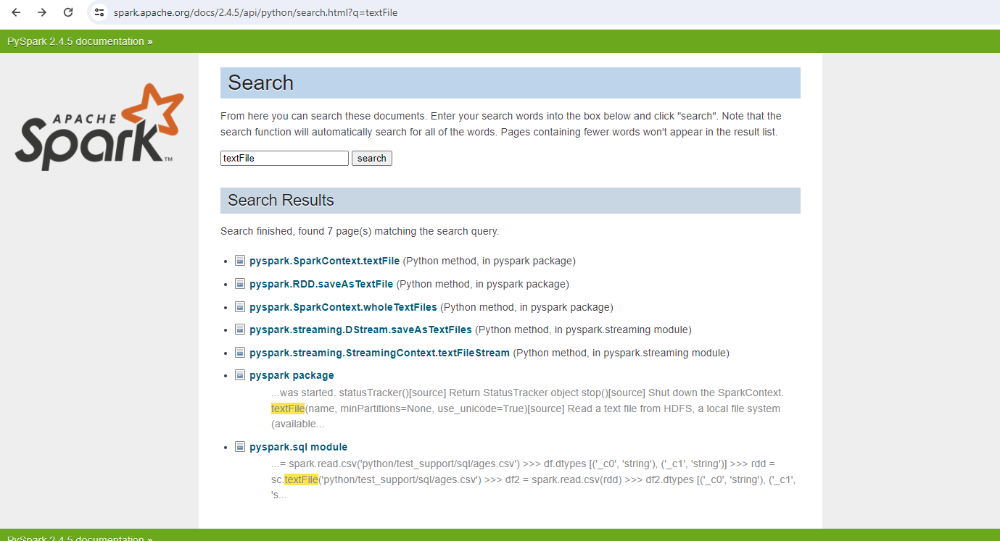 spark.apache.org/docs/2.4.5/api/python/search.html?q=textFile
PySpark 2.4.5 documentation »
APACHE
Spark™
Search
From here you can search these documents. Enter your search words into the box below and click "search". Note that the
search function will automatically search for all of the words. Pages containing fewer words won't appear in the result list.
textFile search
Search Results
Search finished, found 7 page(s) matching the search query.
• pyspark.SparkContext.textFile (Python method, in pyspark package)
• pyspark.RDD.saveAsTextFile (Python method, in pyspark package)
• pyspark.SparkContext.wholeTextFiles (Python method, in pyspark package)
• pyspark.streaming.DStream.saveAsTextFiles (Python method, in pyspark.streaming module)
• pyspark.streaming.StreamingContext.textFileStream (Python method, in pyspark.streaming module)
• pyspark package
...was started. statusTracker()[source] Return StatusTracker object stop()[source] Shut down the SparkContext.
textFile(name, minPartitions=None, use_unicode=True)[source] Read a text file from HDFS, a local file system
(available...
• pyspark.sql module
...= spark.read.csv('python/test_support/sql/ages.csv') >>> df.dtypes [('_c0', 'string'), ('_c1', 'string')] >>> rdd =
sc.textFile('python/test_support/sql/ages.csv') >>> df2 = spark.read.csv(rdd) >>> df2.dtypes [('_c0', 'string'), ('_c1',
's...
PySpark 2.4.5 documentation »